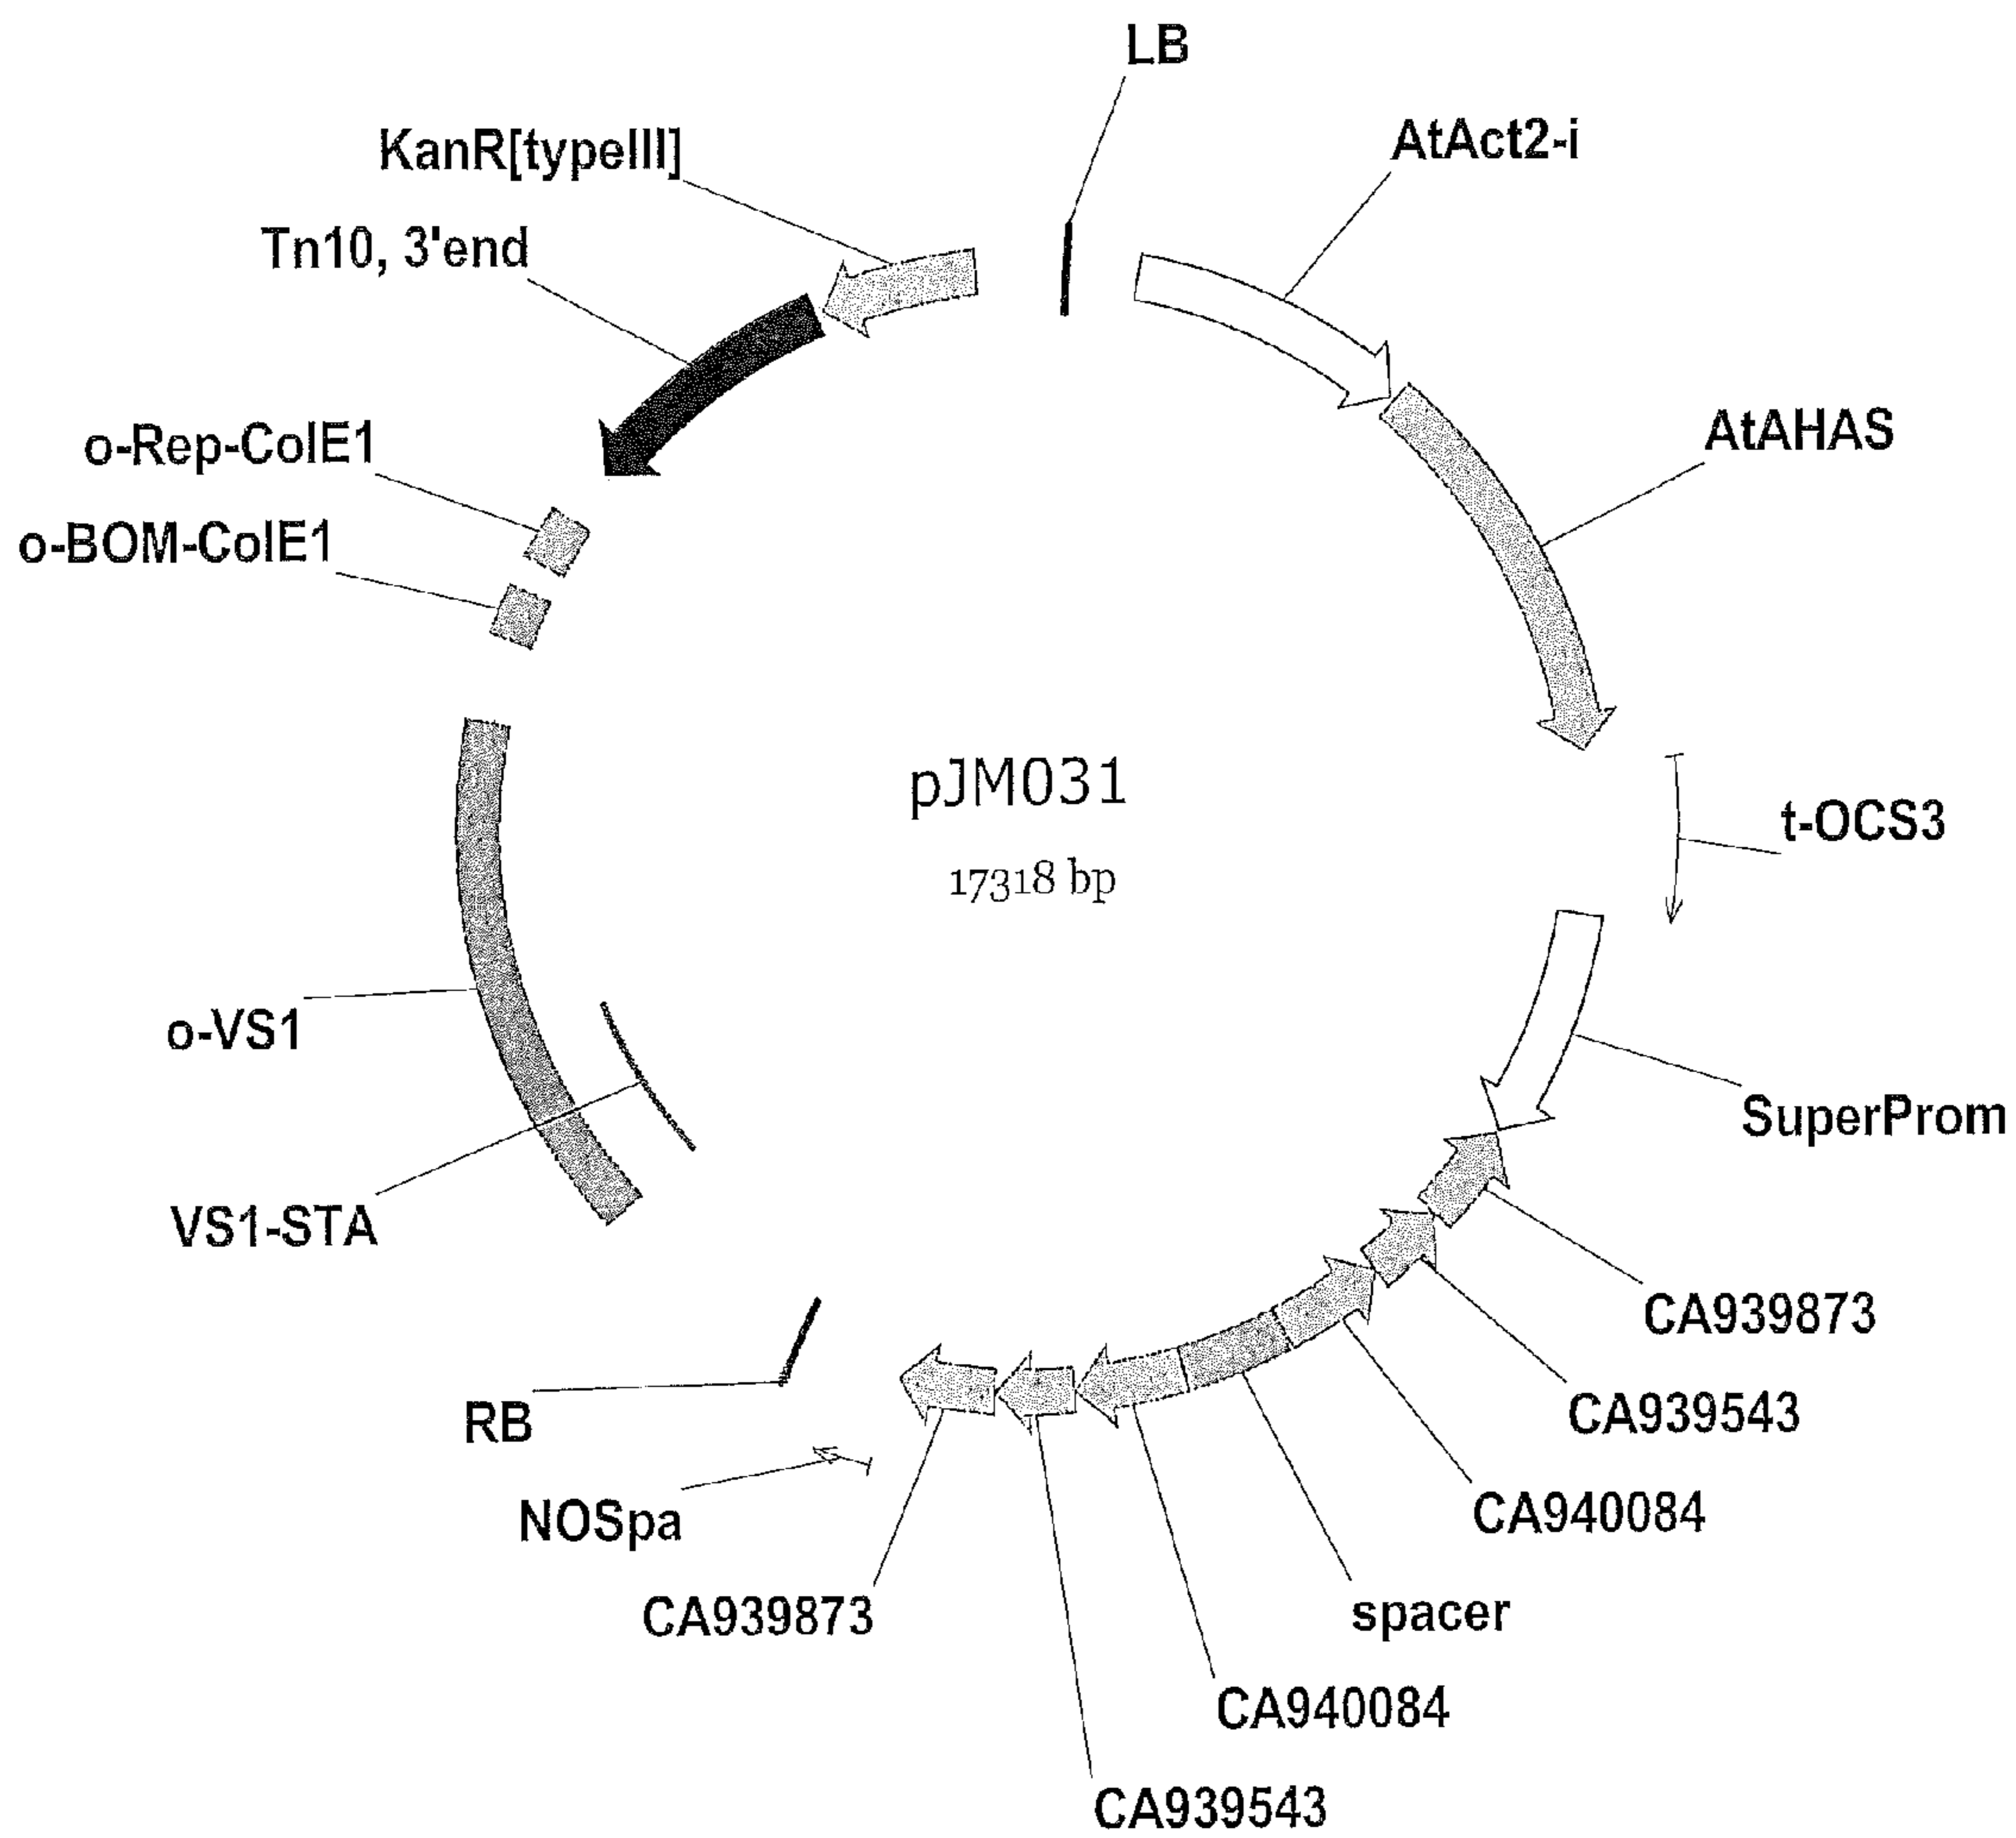 LB
AtAct2-i
KanR[typeIII]
Tn10, 3'end
AtAHAS
o-Rep-ColE1
o-BOM-ColE1
pJM031
17318 bp
t-OCS3
o-VS1
SuperProm
VS1-STA
CA939873
RB
CA939543
NOSpa
CA940084
CA939873
spacer
CA940084
CA939543